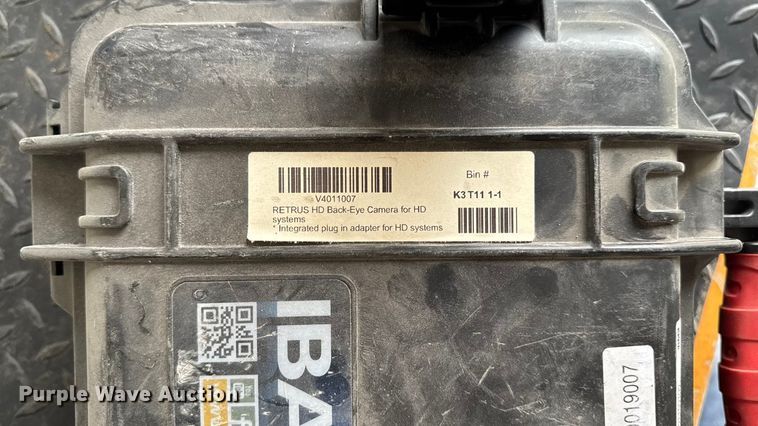 V4011007
RETRUS HD Back-Eye Camera for HD
systems
* Integrated plug in adapter for HD systems
Bin #
K3 T11 1-1
IBA
019007
Purple Wave Auction